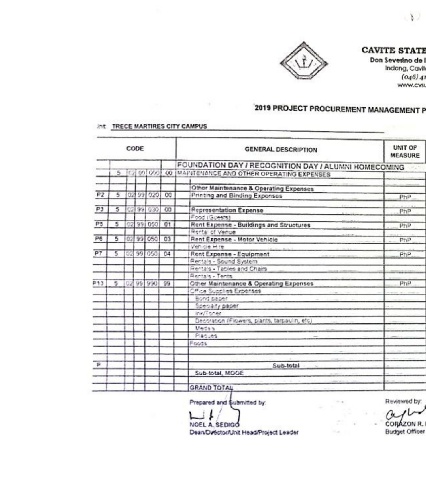 CAVITE STATE
Don Severino de l
Indang, Cavit
(046) 41
www.cvsu
2019 PROJECT PROCUREMENT MANAGEMENT P
Unit: TRECE MARTIRES CITY CAMPUS
CODE GENERAL DESCRIPTION UNIT OF MEASURE
FOUNDATION DAY / RECOGNITION DAY / ALUMNI HOMECOMING
5 02 99 000 00 MAINTENANCE AND OTHER OPERATING EXPENSES
Other Maintenance & Operating Expenses
P2 5 02 99 020 00 Printing and Binding Expenses PhP
P3 5 02 99 030 00 Representation Expense PhP
Food (Guests)
P5 5 02 99 050 01 Rent Expense - Buildings and Structures PhP
Rental of Venue
P6 5 02 99 050 03 Rent Expense - Motor Vehicle PhP
Vehicle Hire
P7 5 02 99 050 04 Rent Expense - Equipment PhP
Rentals - Sound System
Rentals - Tables and Chairs
Rentals - Tents
P13 5 02 99 990 99 Other Maintenance & Operating Expenses PhP
Office Supplies Expenses
Bond paper
Specialty paper
Ink/Toner
Decoration (Flowers, plants, tarpaulin, etc)
Medals
Plaques
Foods
P Sub-total
Sub-total, MOOE
GRAND TOTAL
Prepared and Submitted by: Reviewed by:
NOEL A. SEDIGO CORAZON R.
Dean/Director/Unit Head/Project Leader Budget Officer